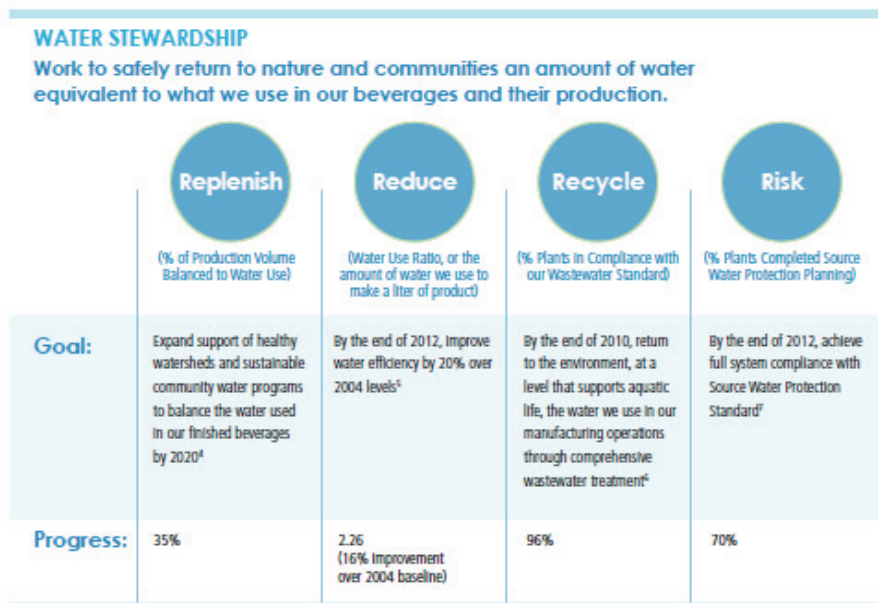 WATER STEWARDSHIP
Work to safely return to nature and communities an amount of water
equivalent to what we use in our beverages and their production.
Replenish
Reduce
Recycle
Risk
(% of Production Volume
Balanced to Water Use)
(Water Use Ratio, or the
amount of water we use to
make a liter of product)
(% Plants in Compliance with
our Wastewater Standard)
(% Plants Completed Source
Water Protection Planning)
Goal:
Expand support of healthy
watersheds and sustainable
community water programs
to balance the water used
in our finished beverages
by 2020⁴
By the end of 2012, improve
water efficiency by 20% over
2004 levels⁵
By the end of 2010, return
to the environment, at a
level that supports aquatic
life, the water we use in our
manufacturing operations
through comprehensive
wastewater treatment⁶
By the end of 2012, achieve
full system compliance with
Source Water Protection
Standard⁷
Progress:
35%
2.26
(16% improvement
over 2004 baseline)
96%
70%